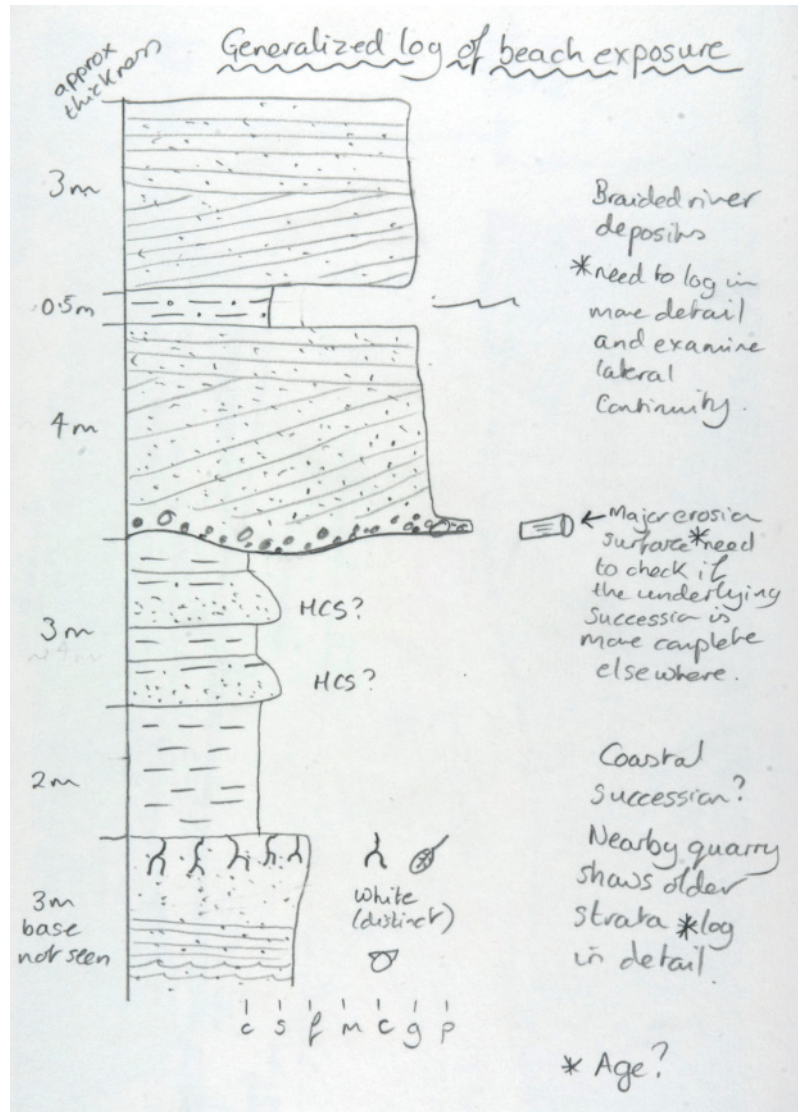 Generalized log of beach exposure
approx
thickness
3m
0.5m
4m
3m
2m
3m
base
not seen
HCS?
HCS?
White
(distinct)
c s f m c g p
Braided river
deposits
*need to log in
more detail
and examine
lateral
continuity.
← Major erosion
surface *need
to check if
the underlying
succession is
more complete
elsewhere.
Coastal
succession?
Nearby quarry
shows older
strata *log
in detail
* Age?